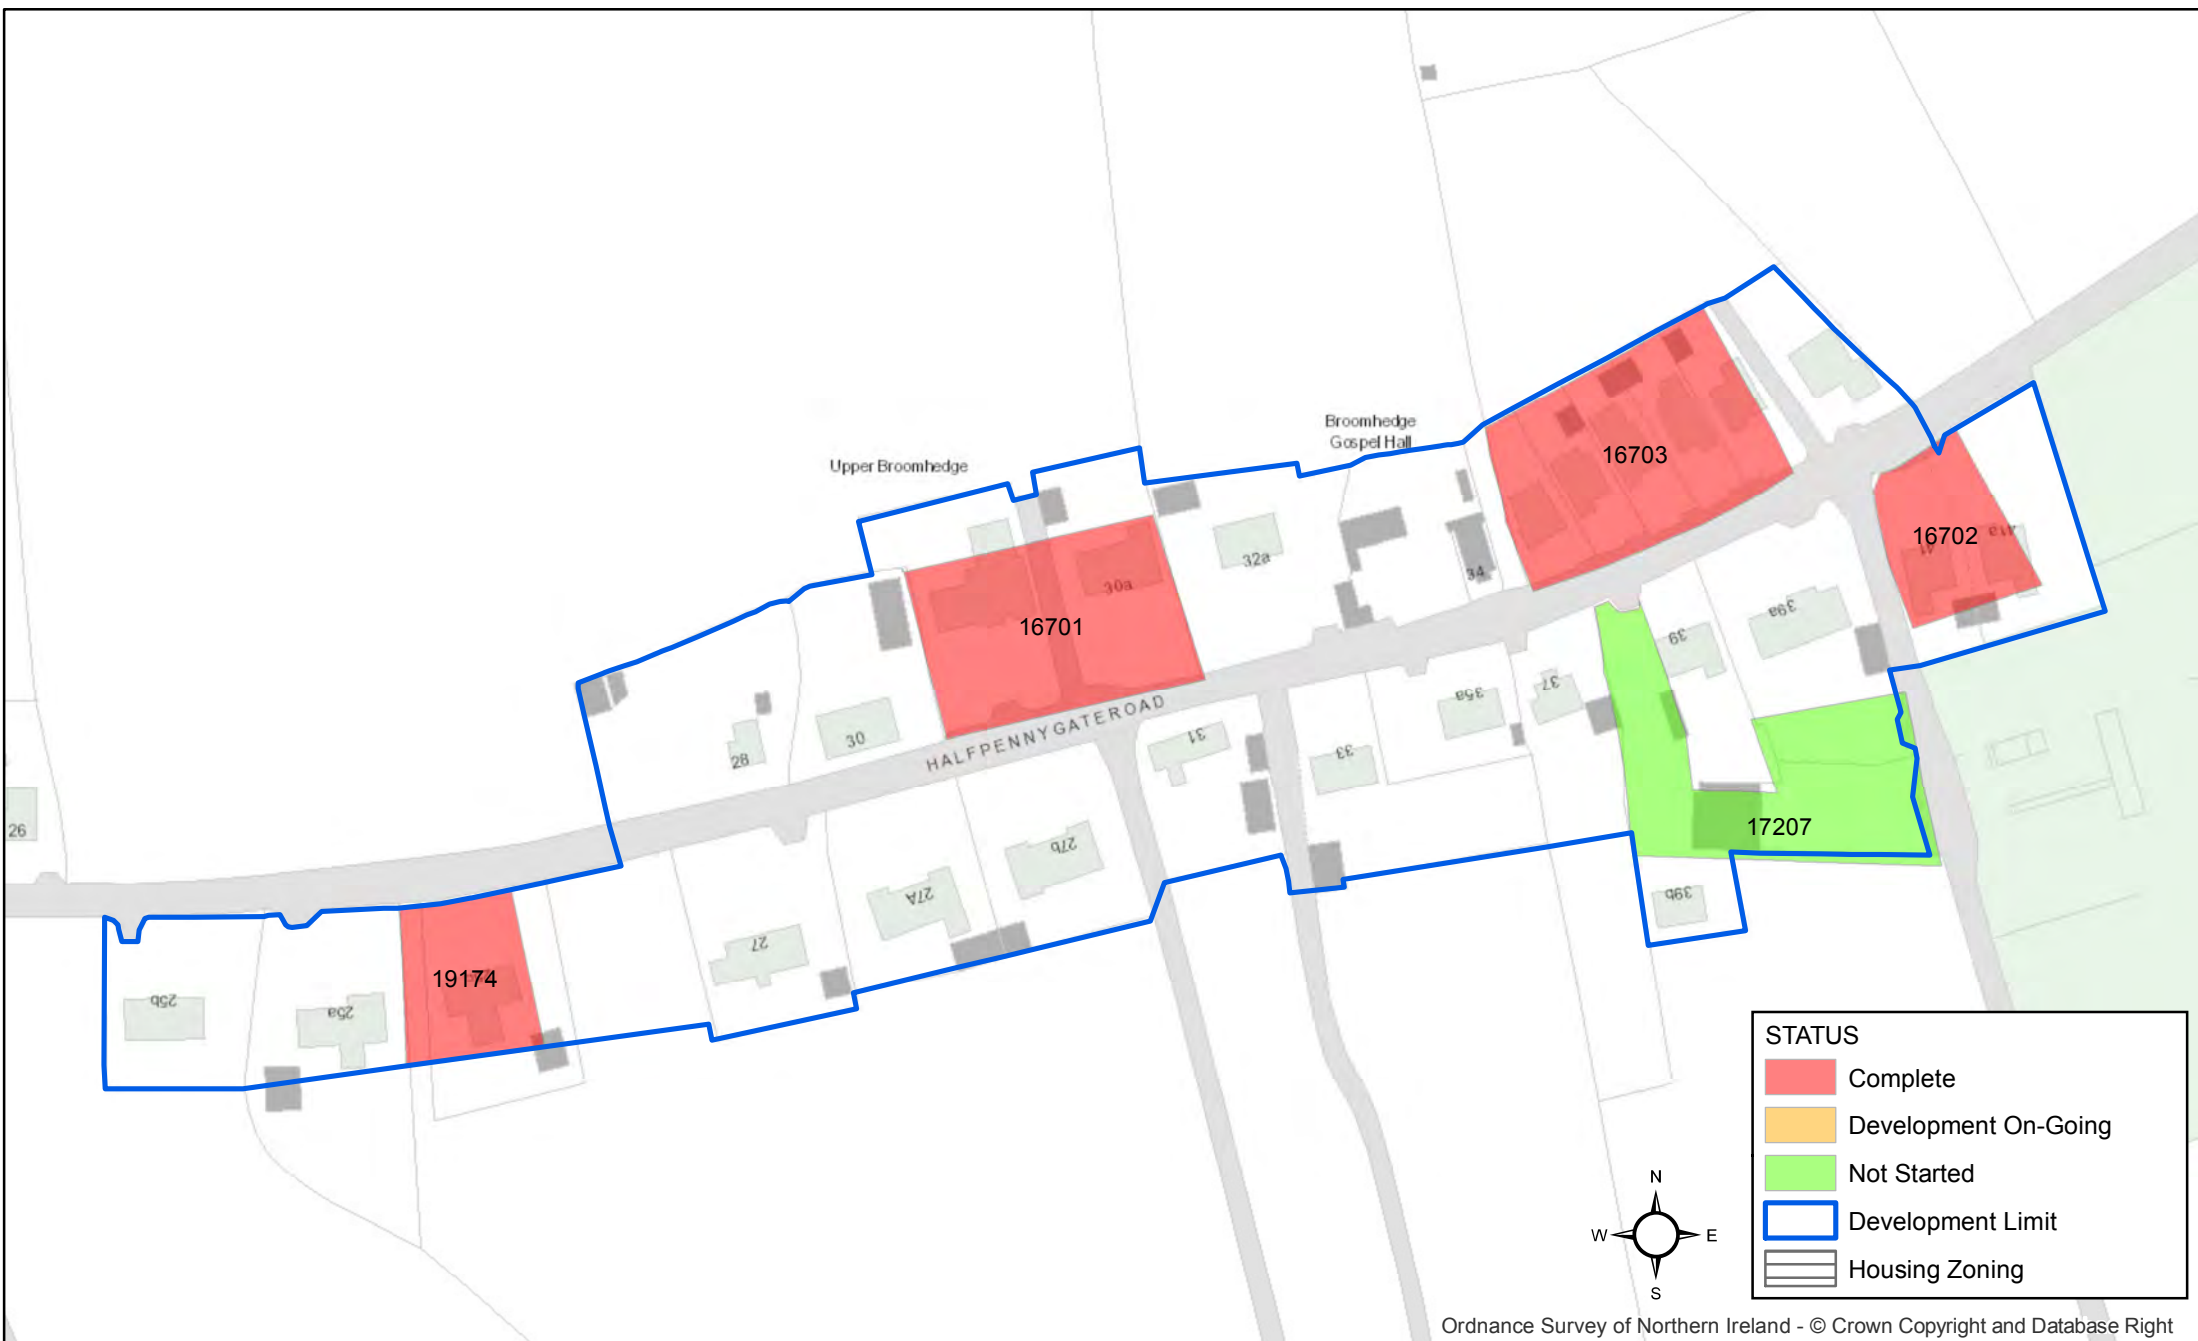 Broomhedge
Gospel Hall
Upper Broomhedge
16703
16702
41
41a
34
32a
30a
16701
39a
39
37
35a
33
31
30
28
HALFPENNYGATE ROAD
26
27b
27A
27
17207
39b
19174
25a
25b
STATUS
Complete
Development On-Going
Not Started
Development Limit
Housing Zoning
N
W
E
S
Ordnance Survey of Northern Ireland - © Crown Copyright and Database Right